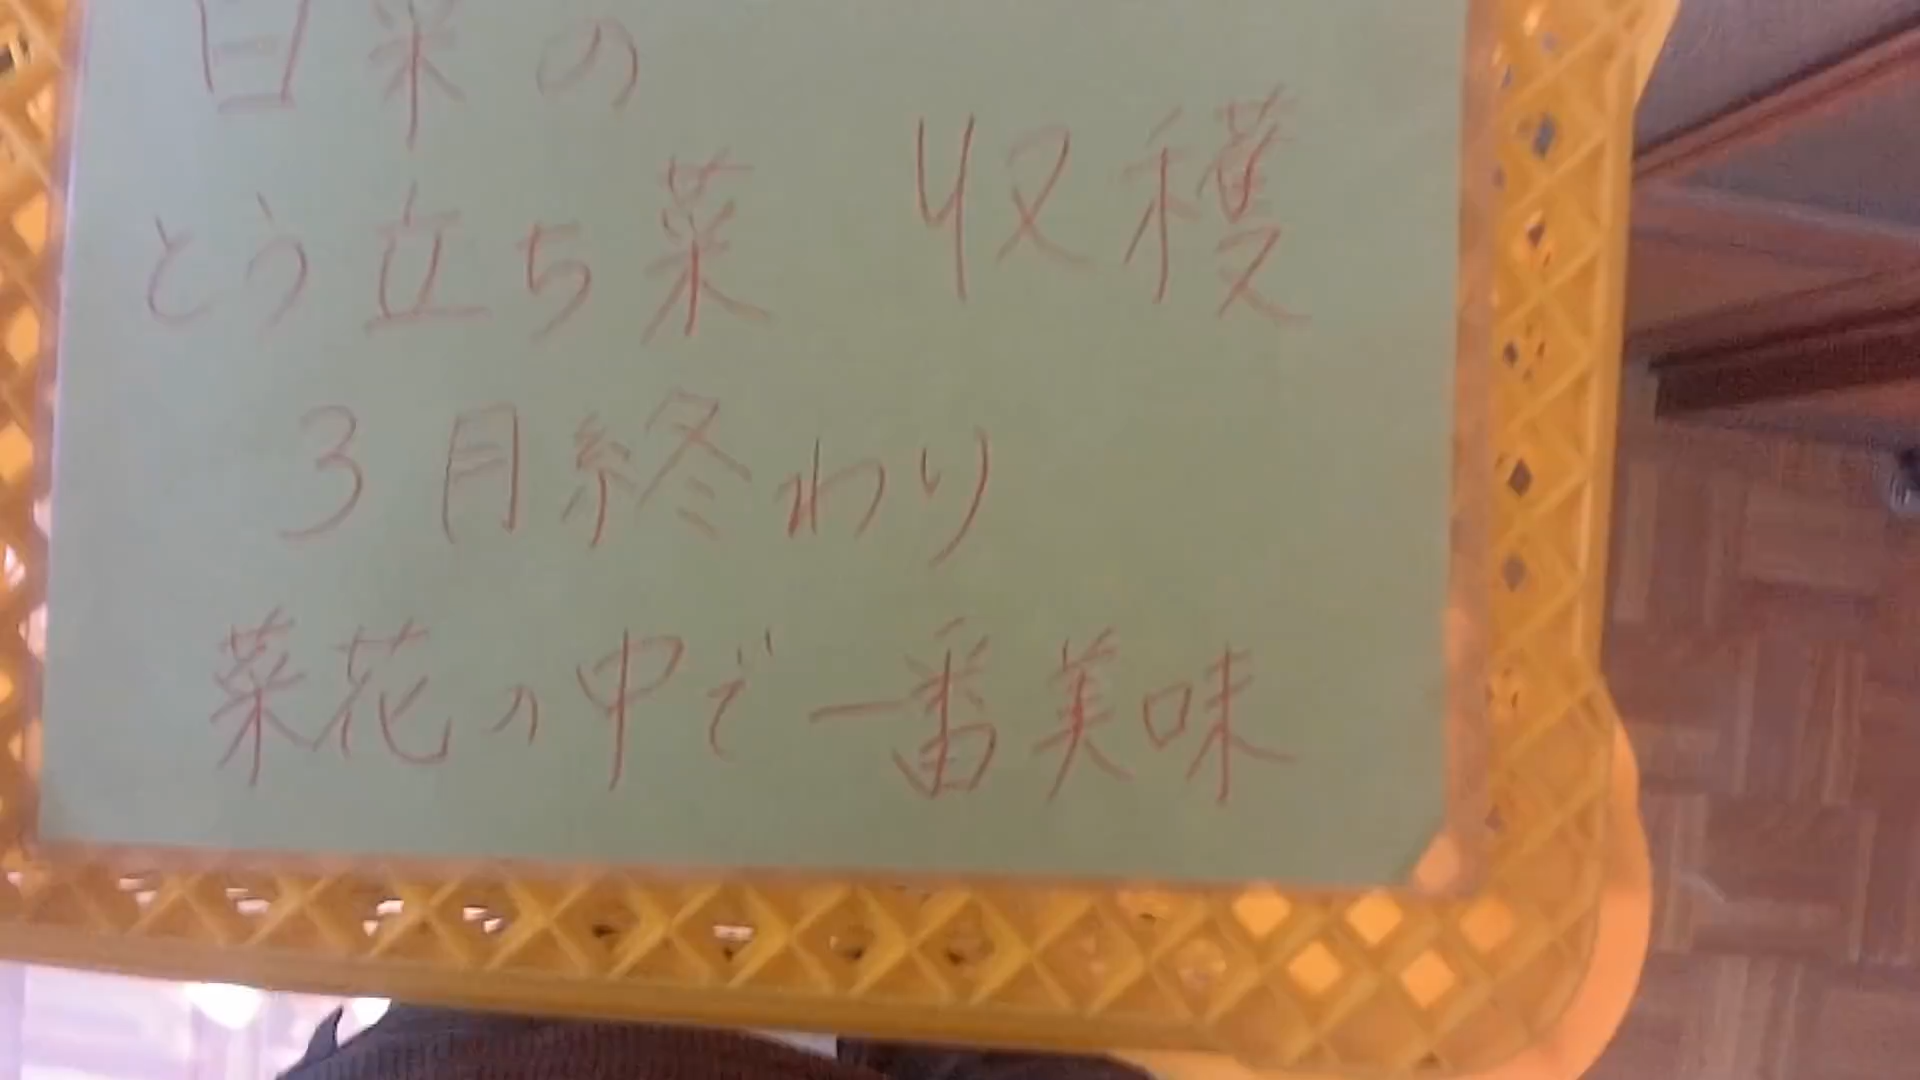 白菜の
とう立ち菜 収穫
3月終わり
菜花の中で一番美味